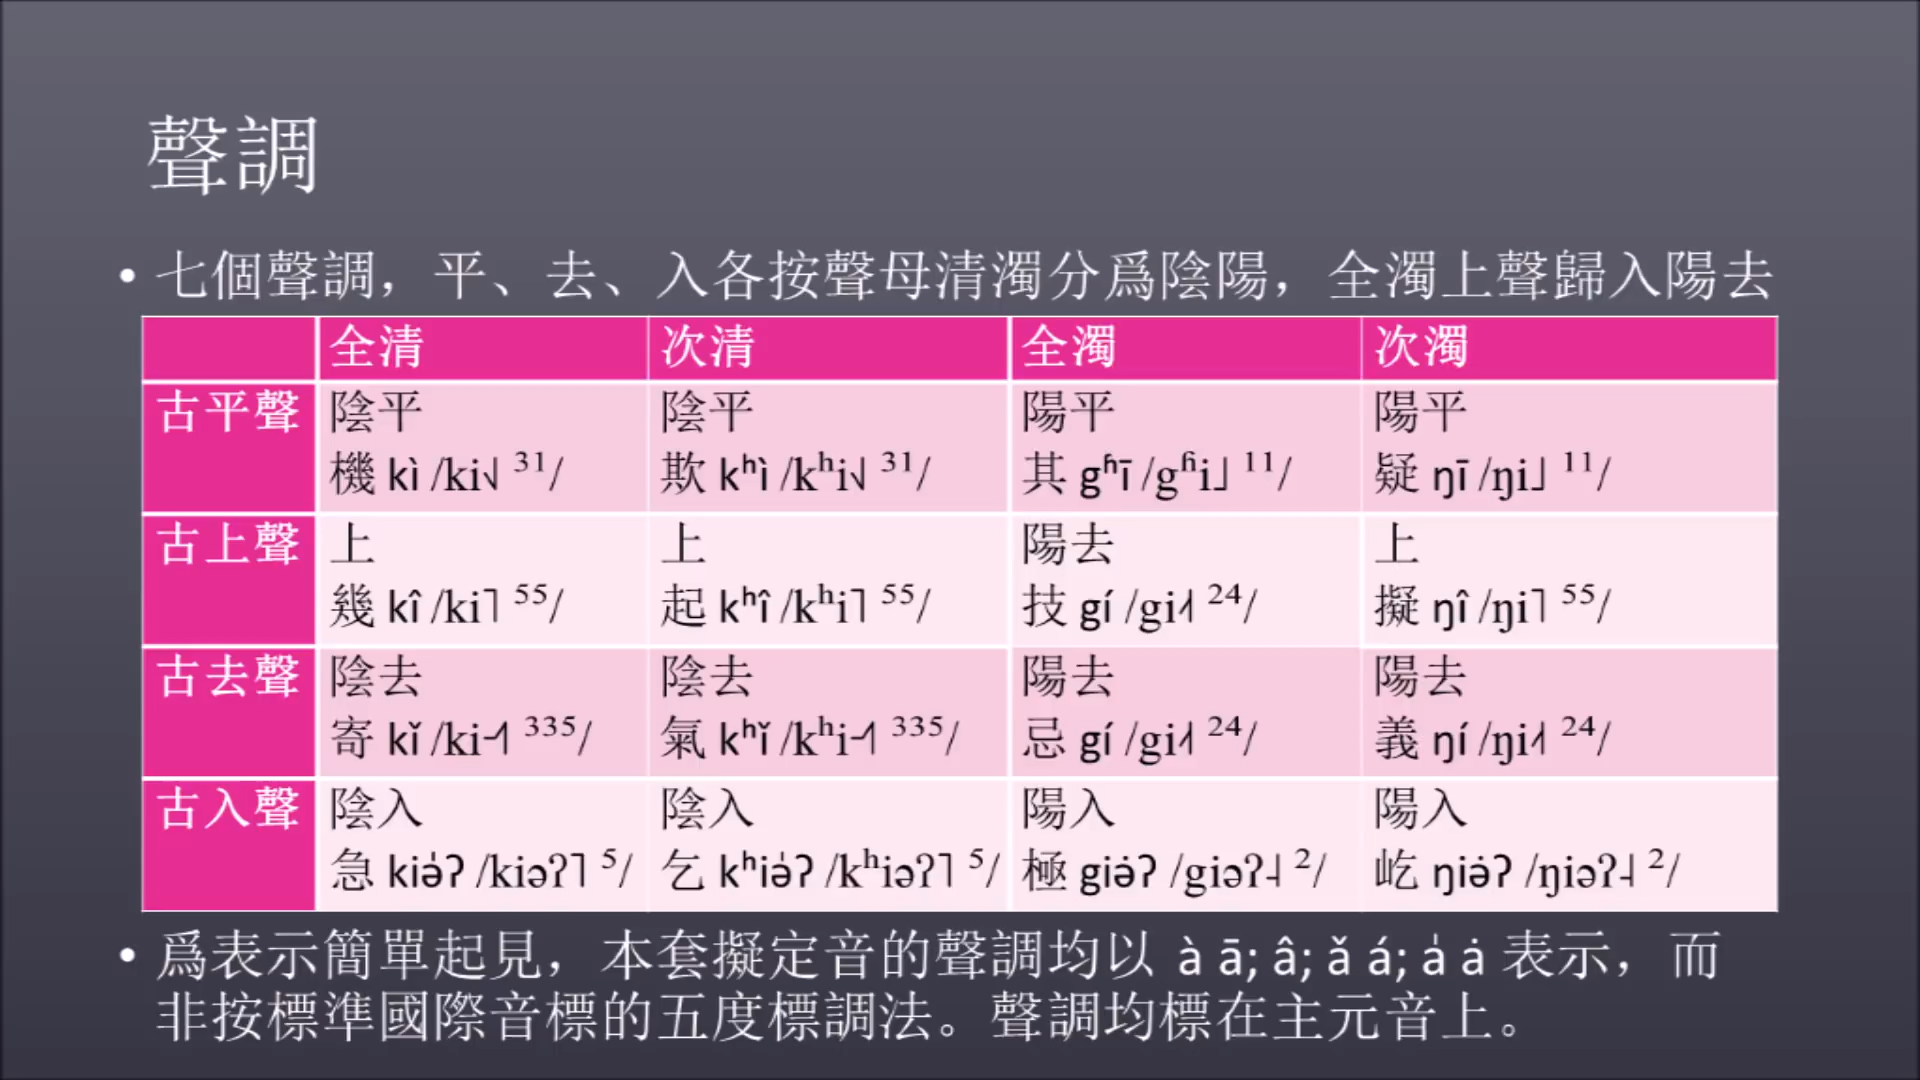 聲調
• 七個聲調，平、去、入各按聲母清濁分爲陰陽，全濁上聲歸入陽去
全清 次清 全濁 次濁
古平聲 陰平 陰平 陽平 陽平
機 kì /ki˧˩ ³¹/ 欺 kʰì /kʰi˧˩ ³¹/ 其 gʱī /gʱi˩ ¹¹/ 疑 ŋī /ŋi˩ ¹¹/
古上聲 上 上 陽去 上
幾 kî /ki˥ ⁵⁵/ 起 kʰî /kʰi˥ ⁵⁵/ 技 gí /gi˨˦ ²⁴/ 擬 ŋî /ŋi˥ ⁵⁵/
古去聲 陰去 陰去 陽去 陽去
寄 kǐ /ki˧˧˥ ³³⁵/ 氣 kʰǐ /kʰi˧˧˥ ³³⁵/ 忌 gí /gi˨˦ ²⁴/ 義 ŋí /ŋi˨˦ ²⁴/
古入聲 陰入 陰入 陽入 陽入
急 kiə̍ʔ /kiəʔ˥ ⁵/ 乞 kʰiə̍ʔ /kʰiəʔ˥ ⁵/ 極 giə̇ʔ /giəʔ˨ ²/ 屹 ŋiə̇ʔ /ŋiəʔ˨ ²/
• 爲表示簡單起見，本套擬定音的聲調均以 à ā; â; ǎ á; a̍ ȧ 表示，而
非按標準國際音標的五度標調法。聲調均標在主元音上。